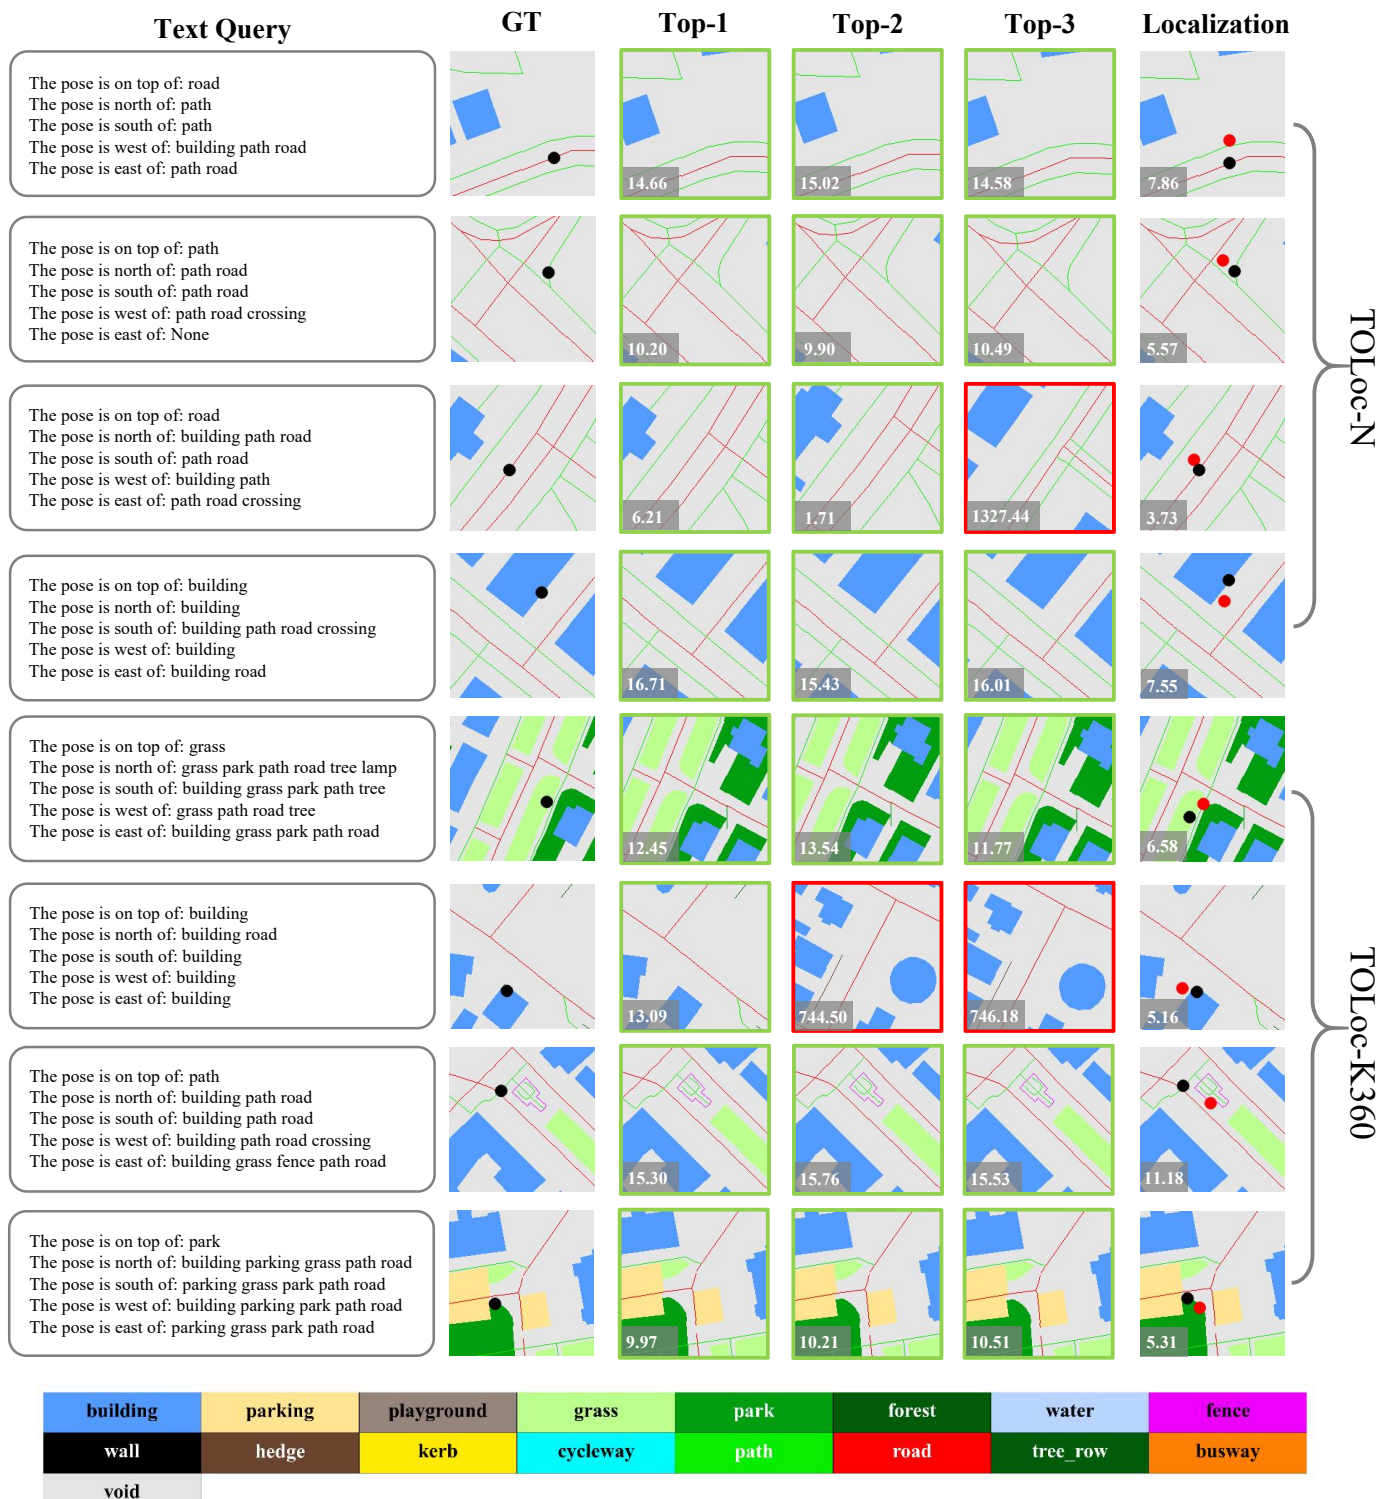 Text Query GT Top-1 Top-2 Top-3 Localization
The pose is on top of: road
The pose is north of: path
The pose is south of: path
The pose is west of: building path road
The pose is east of: path road
14.66 15.02 14.58 7.86
The pose is on top of: path
The pose is north of: path road
The pose is south of: path road
The pose is west of: path road crossing
The pose is east of: None
10.20 9.90 10.49 5.57
The pose is on top of: road
The pose is north of: building path road
The pose is south of: path road
The pose is west of: building path
The pose is east of: path road crossing
6.21 1.71 1327.44 3.73
The pose is on top of: building
The pose is north of: building
The pose is south of: building path road crossing
The pose is west of: building
The pose is east of: building road
16.71 15.43 16.01 7.55
TOLoc-N
The pose is on top of: grass
The pose is north of: grass park path road tree lamp
The pose is south of: building grass park path tree
The pose is west of: grass path road tree
The pose is east of: building grass park path road
12.45 13.54 11.77 6.58
The pose is on top of: building
The pose is north of: building road
The pose is south of: building
The pose is west of: building
The pose is east of: building
13.09 744.50 746.18 5.16
The pose is on top of: path
The pose is north of: building path road
The pose is south of: building path road
The pose is west of: building path road crossing
The pose is east of: building grass fence path road
15.30 15.76 15.53 11.18
The pose is on top of: park
The pose is north of: building parking grass path road
The pose is south of: parking grass park path road
The pose is west of: building parking park path road
The pose is east of: parking grass park path road
9.97 10.21 10.51 5.31
TOLoc-K360
building parking playground grass park forest water fence
wall hedge kerb cycleway path road tree_row busway
void